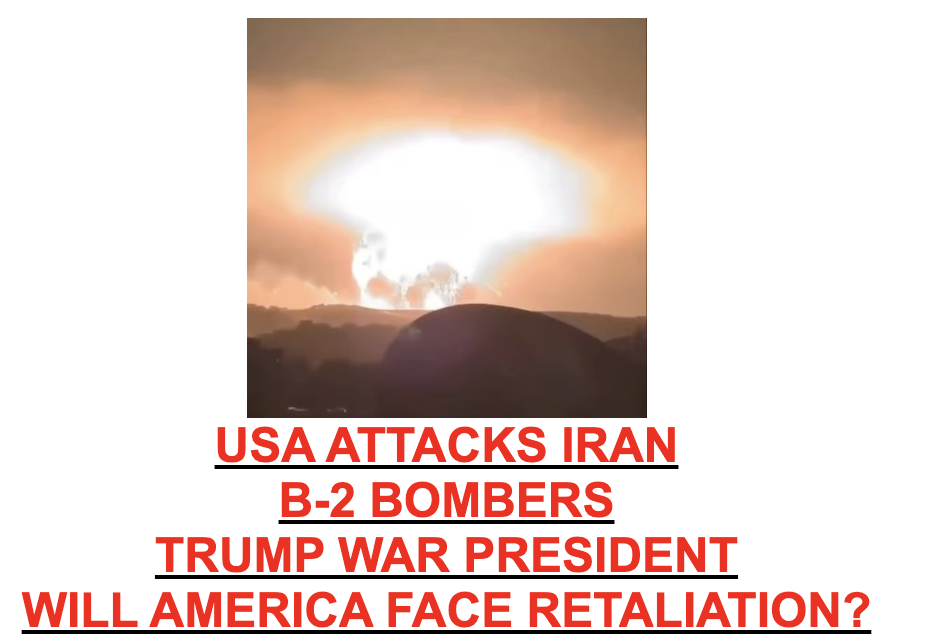 USA ATTACKS IRAN
B-2 BOMBERS
TRUMP WAR PRESIDENT
WILL AMERICA FACE RETALIATION?